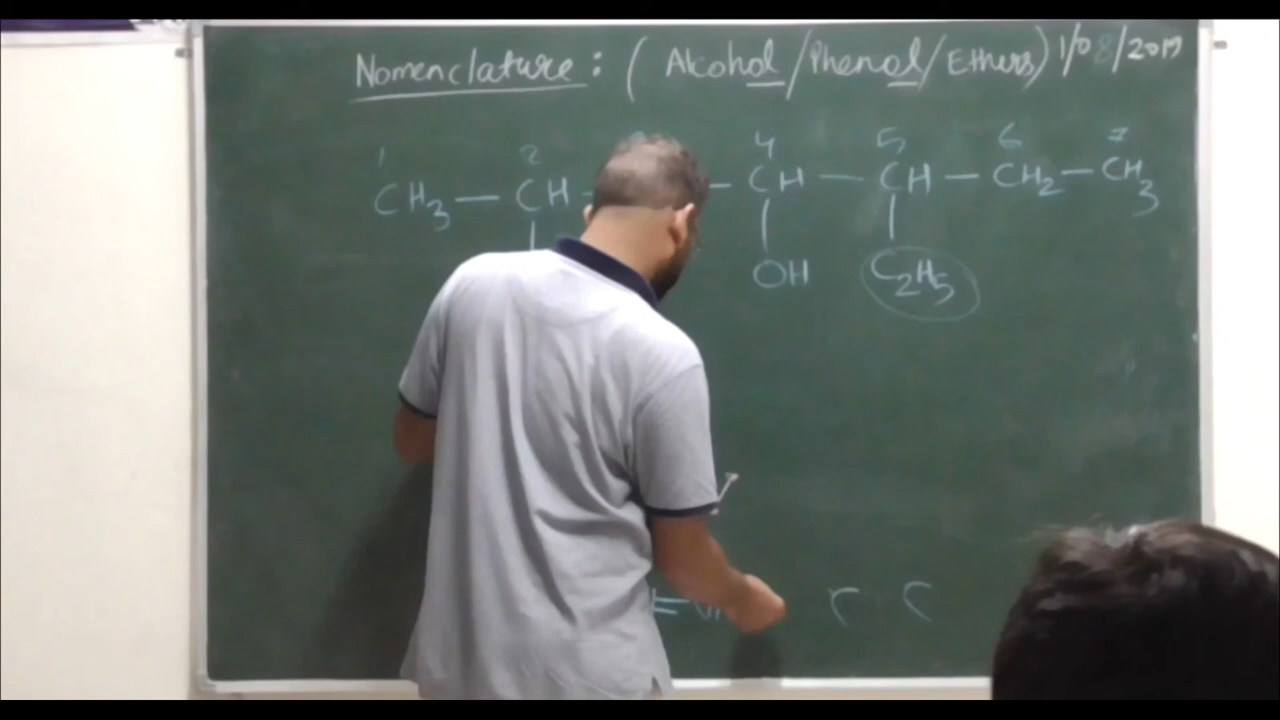 Nomenclature : ( Alcohol / Phenol / Ethers ) 1/08/2019
1 2 4 5 6 7
CH3 — CH — CH — CH — CH2 — CH3
OH C2H5